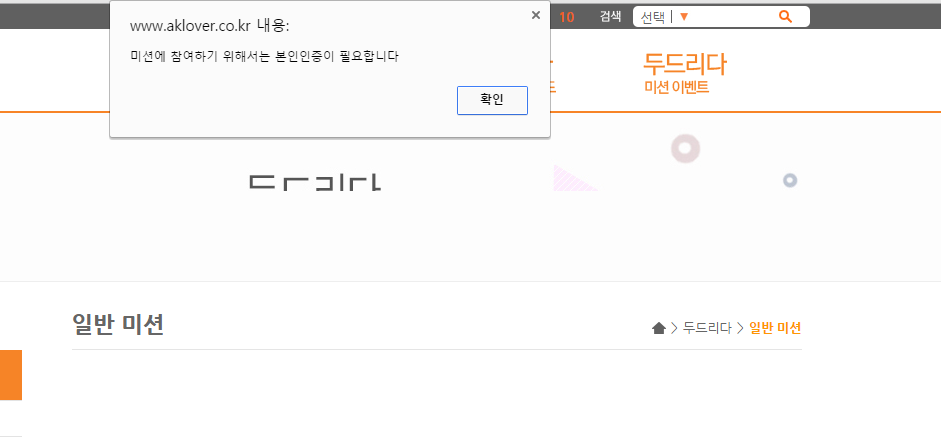 www.aklover.co.kr 내용:
미션에 참여하기 위해서는 본인인증이 필요합니다
확인
10
검색
선택
두드리다
미션 이벤트
일반 미션
> 두드리다 > 일반 미션